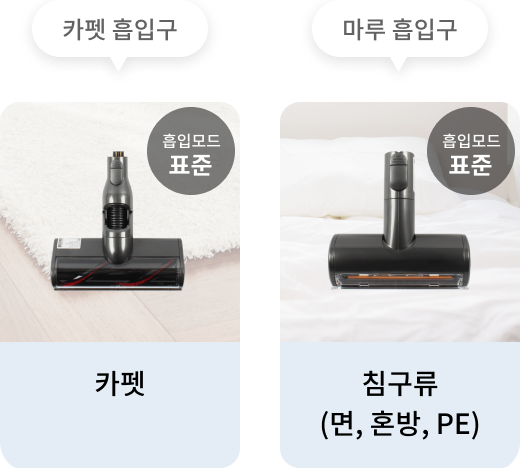 카펫 흡입구
마루 흡입구
흡입모드
표준
흡입모드
표준
카펫
침구류
(면, 혼방, PE)